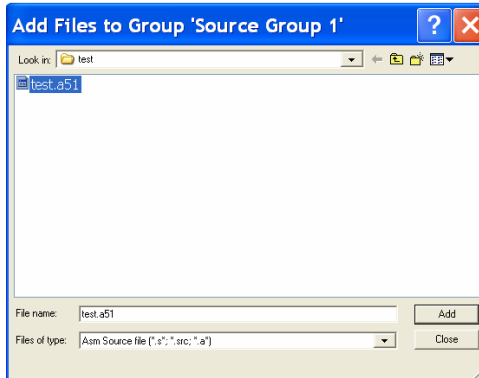 Add Files to Group 'Source Group 1'
Look in: test
test.a51
File name: test.a51 Add
Files of type: Asm Source file (*.s*; *.src; *.a*) Close